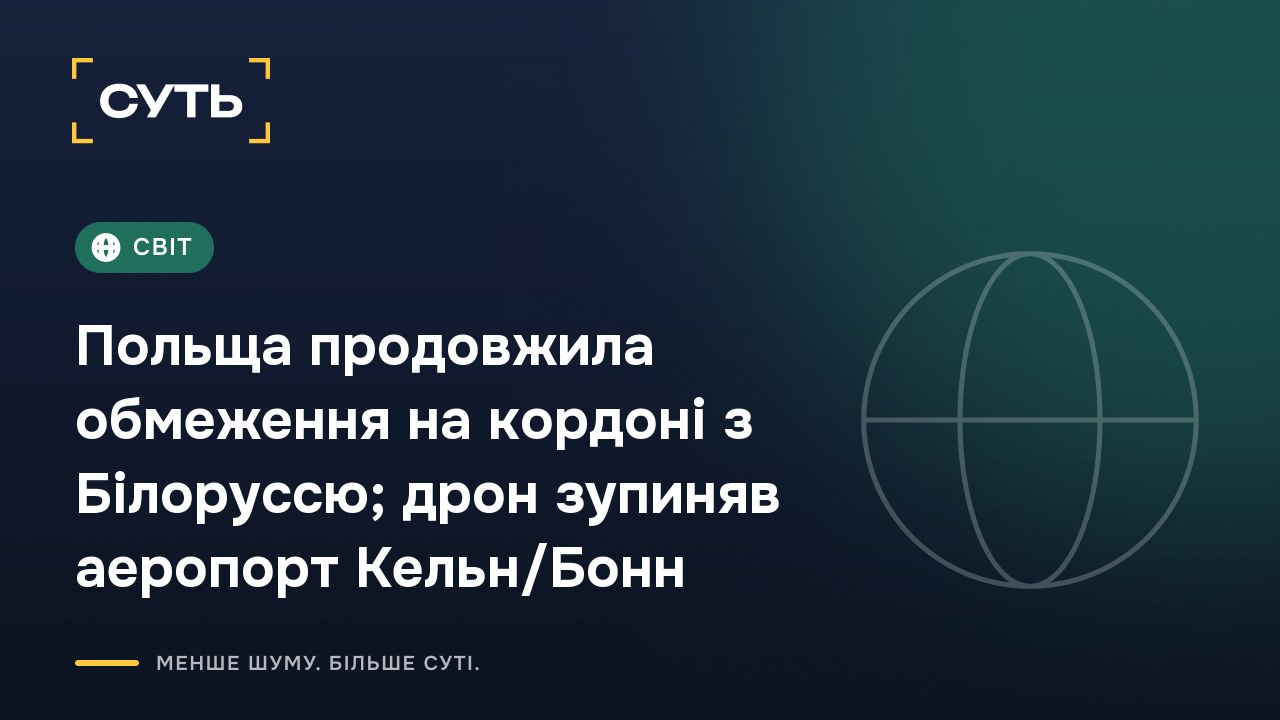 СУТЬ
СВІТ
Польща продовжила
обмеження на кордоні з
Білоруссю; дрон зупиняв
аеропорт Кельн/Бонн
МЕНШЕ ШУМУ. БІЛЬШЕ СУТІ.